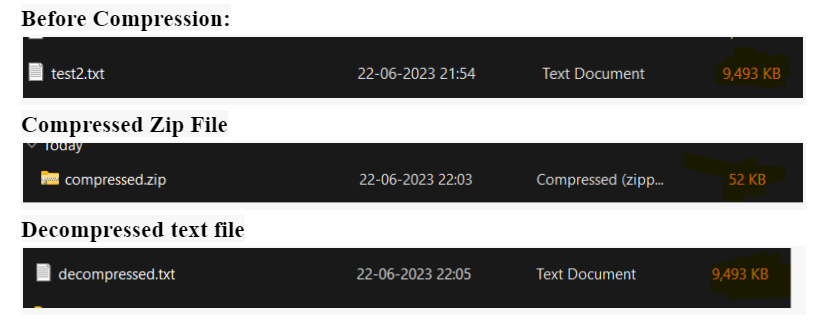 Before Compression:
test2.txt 22-06-2023 21:54 Text Document 9,493 KB
Compressed Zip File
Today
compressed.zip 22-06-2023 22:03 Compressed (zipp... 52 KB
Decompressed text file
decompressed.txt 22-06-2023 22:05 Text Document 9,493 KB